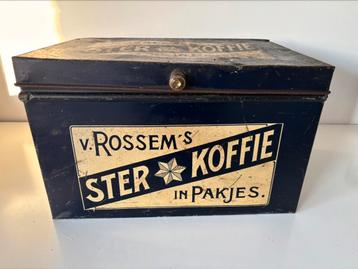 STER KOFFIE
V. ROSSEM'S
STER KOFFIE
IN PAKJES.